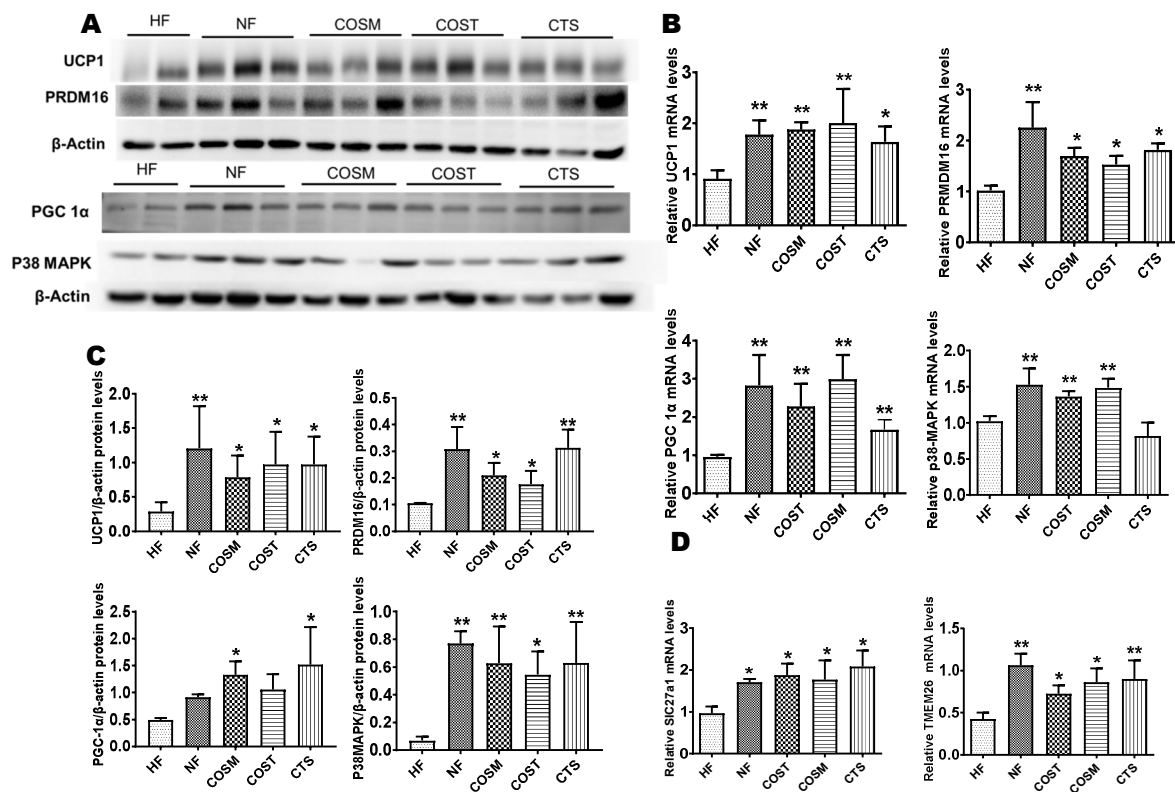 A
HF NF COSM COST CTS
UCP1
PRDM16
β-Actin
HF NF COSM COST CTS
PGC 1α
P38 MAPK
β-Actin
B
Relative UCP1 mRNA levels
3
2
1
0
** ** ** *
HF NF COSM COST CTS
Relative PRMDM16 mRNA levels
3
2
1
0
** * * *
HF NF COSM COST CTS
Relative PGC 1α mRNA levels
4
3
2
1
0
** ** ** **
HF NF COST COSM CTS
Relative p38-MAPK mRNA levels
2.0
1.5
1.0
0.5
0.0
** ** **
HF NF COST COSM CTS
C
UCP1/β-actin protein levels
2.0
1.5
1.0
0.5
0.0
** * * *
HF NF COSM COST CTS
PRDM16/β-actin protein levels
0.5
0.4
0.3
0.2
0.1
0.0
** * * **
HF NF COSM COST CTS
PGC-1α/β-actin protein levels
2.5
2.0
1.5
1.0
0.5
0.0
* *
HF NF COSM COST CTS
P38MAPK/β-actin protein levels
1.0
0.8
0.6
0.4
0.2
0.0
** ** * **
HF NF COSM COST CTS
D
Relative SIC27a1 mRNA levels
3
2
1
0
* * * *
HF NF COST COSM CTS
Relative TMEM26 mRNA levels
1.5
1.0
0.5
0.0
** * * **
HF NF COST COSM CTS